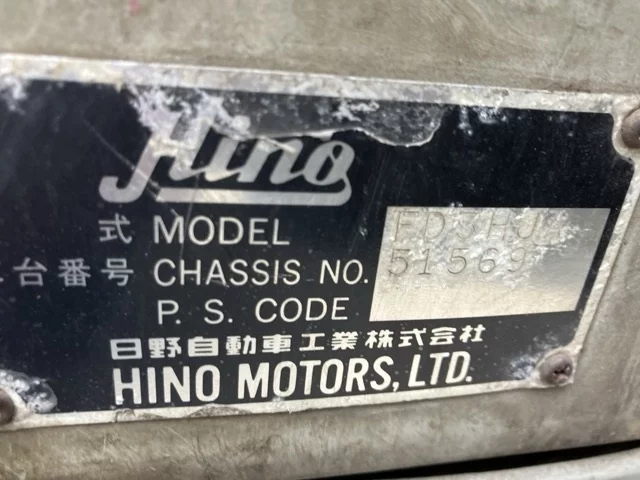 Hino
式 MODEL FD3HJA
台番号 CHASSIS NO. 51569
P. S. CODE
日野自動車工業株式会社
HINO MOTORS, LTD.